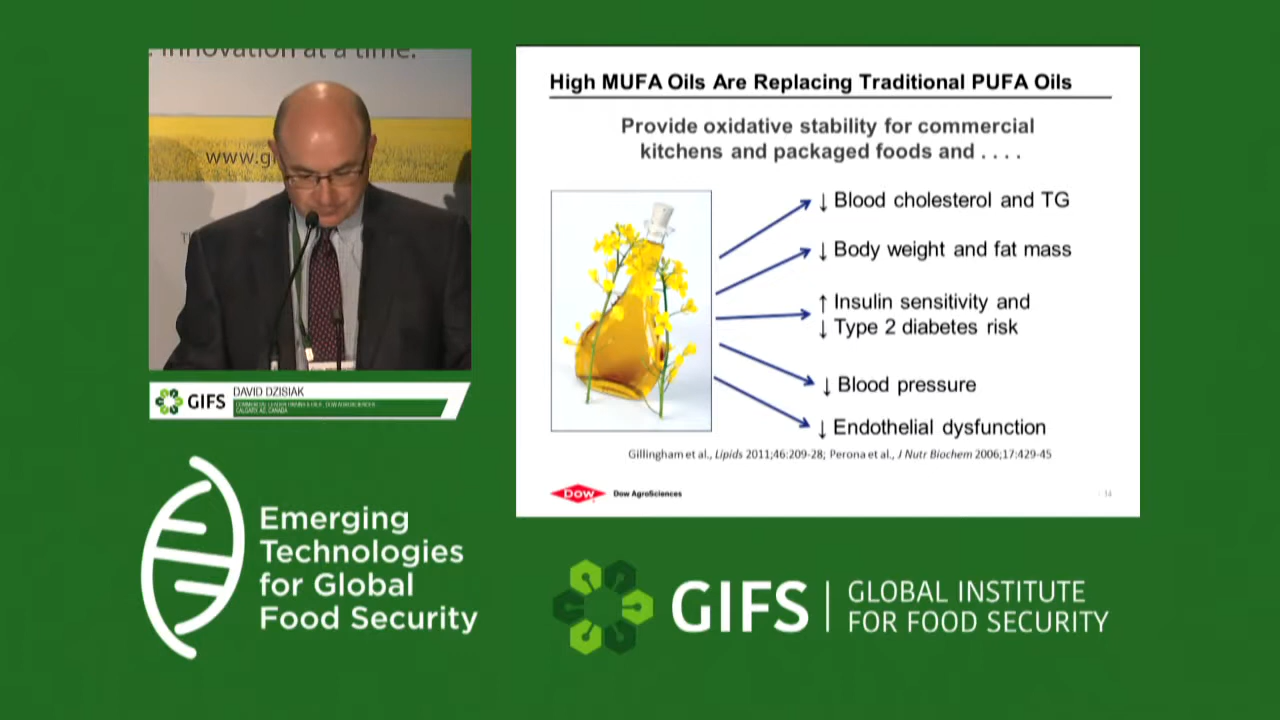 innovation at a time.
www.gi
DAVID DZISIAK
CALGARY, AC, CANADA
GIFS
Emerging
Technologies
for Global
Food Security
High MUFA Oils Are Replacing Traditional PUFA Oils
Provide oxidative stability for commercial
kitchens and packaged foods and . . . .
↓ Blood cholesterol and TG
↓ Body weight and fat mass
↑ Insulin sensitivity and
↓ Type 2 diabetes risk
↓ Blood pressure
↓ Endothelial dysfunction
Gillingham et al., Lipids 2011;46:209-28; Perona et al., J Nutr Biochem 2006;17:429-45
Dow Dow AgroSciences
14
GIFS | GLOBAL INSTITUTE
FOR FOOD SECURITY